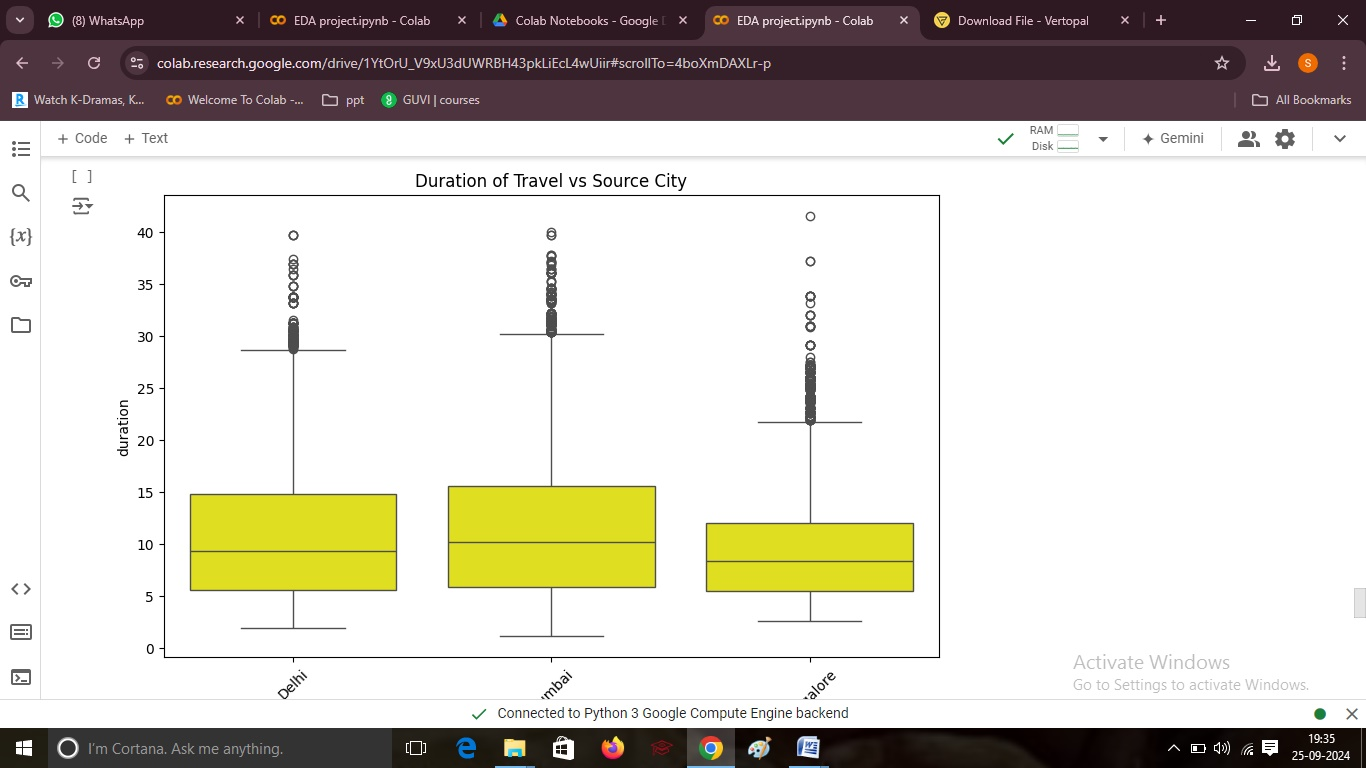 (8) WhatsApp
EDA project.ipynb - Colab
Colab Notebooks - Google D
EDA project.ipynb - Colab
Download File - Vertopal
colab.research.google.com/drive/1YtOrU_V9xU3dUWRBH43pkLiEcL4wUiir#scrollTo=4boXmDAXLr-p
S
Watch K-Dramas, K...
Welcome To Colab -...
ppt
GUVI | courses
All Bookmarks
+ Code + Text
RAM
Disk
Gemini
[ ]
{x}
Duration of Travel vs Source City
40
35
30
25
20
15
10
5
0
duration
Delhi
umbai
alore
Activate Windows
Go to Settings to activate Windows.
Connected to Python 3 Google Compute Engine backend
I'm Cortana. Ask me anything.
19:35
25-09-2024